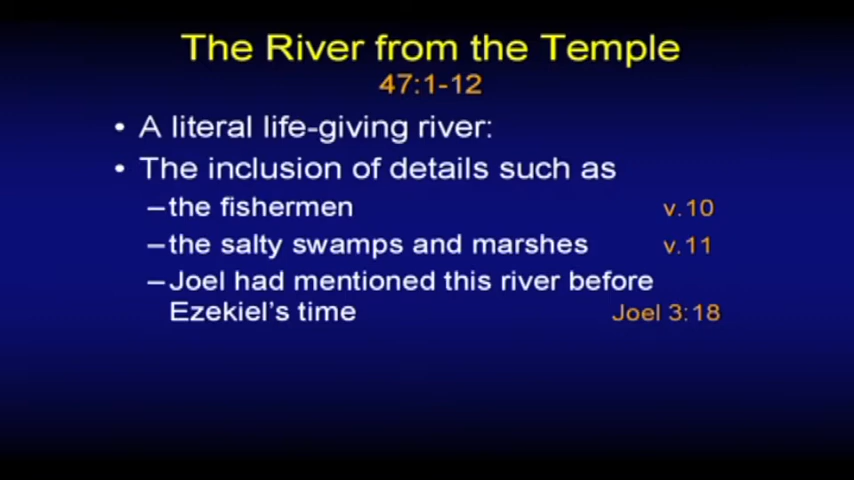 The River from the Temple
47:1-12
• A literal life-giving river:
• The inclusion of details such as
–the fishermen v.10
–the salty swamps and marshes v.11
–Joel had mentioned this river before
Ezekiel's time Joel 3:18